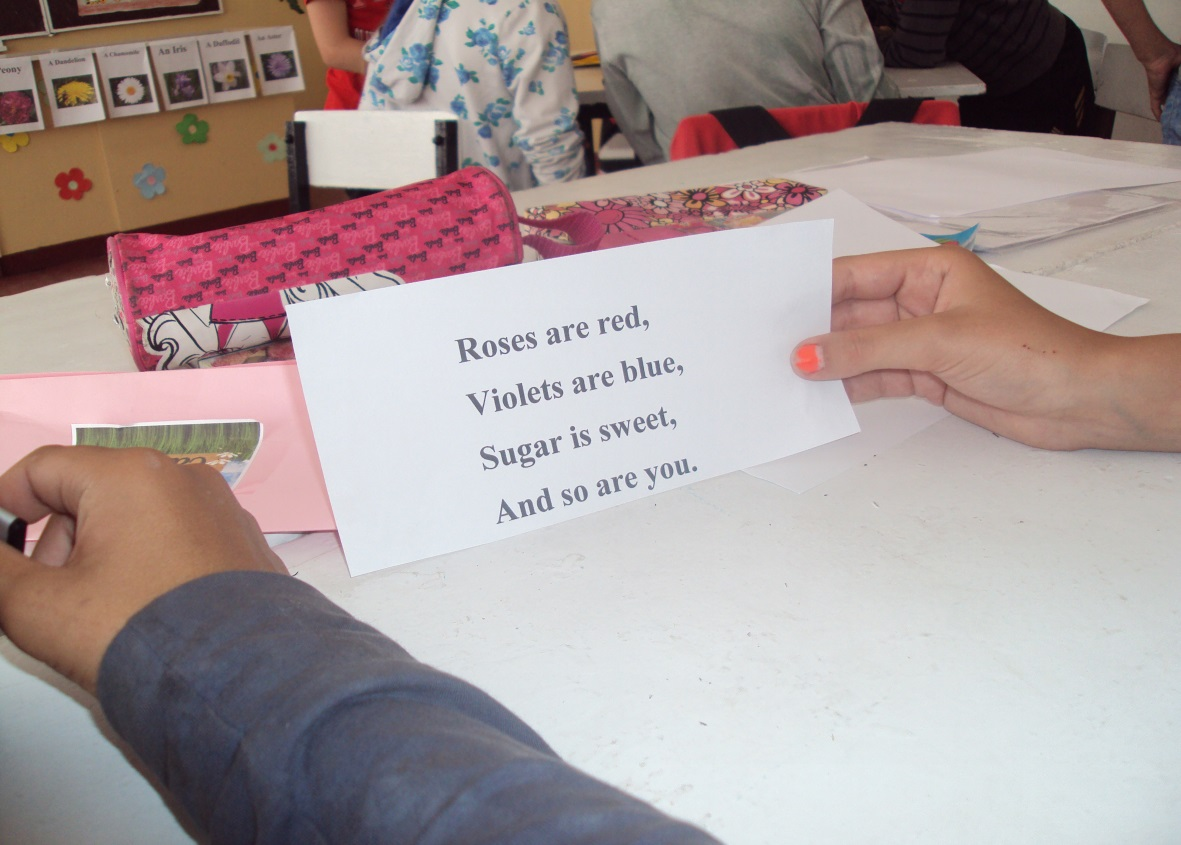 Peony
A Dandelion
A Chamomile
An Iris
A Daffodil
An Aster
Roses are red,
Violets are blue,
Sugar is sweet,
And so are you.
Barbie